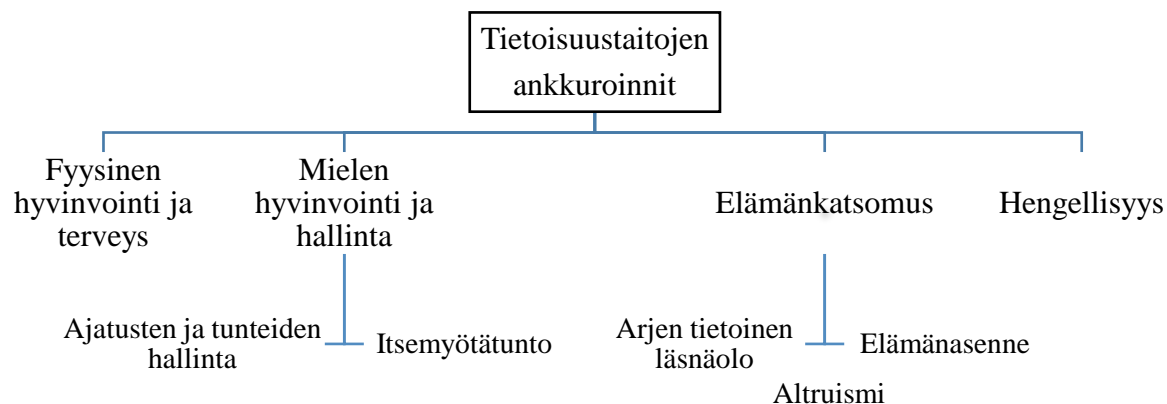 Tietoisuustaitojen
ankkuroinnit
Fyysinen
hyvinvointi ja
terveys
Mielen
hyvinvointi ja
hallinta
Elämänkatsomus
Hengellisyys
Ajatusten ja tunteiden
hallinta
Itsemyötätunto
Arjen tietoinen
läsnäolo
Elämänasenne
Altruismi